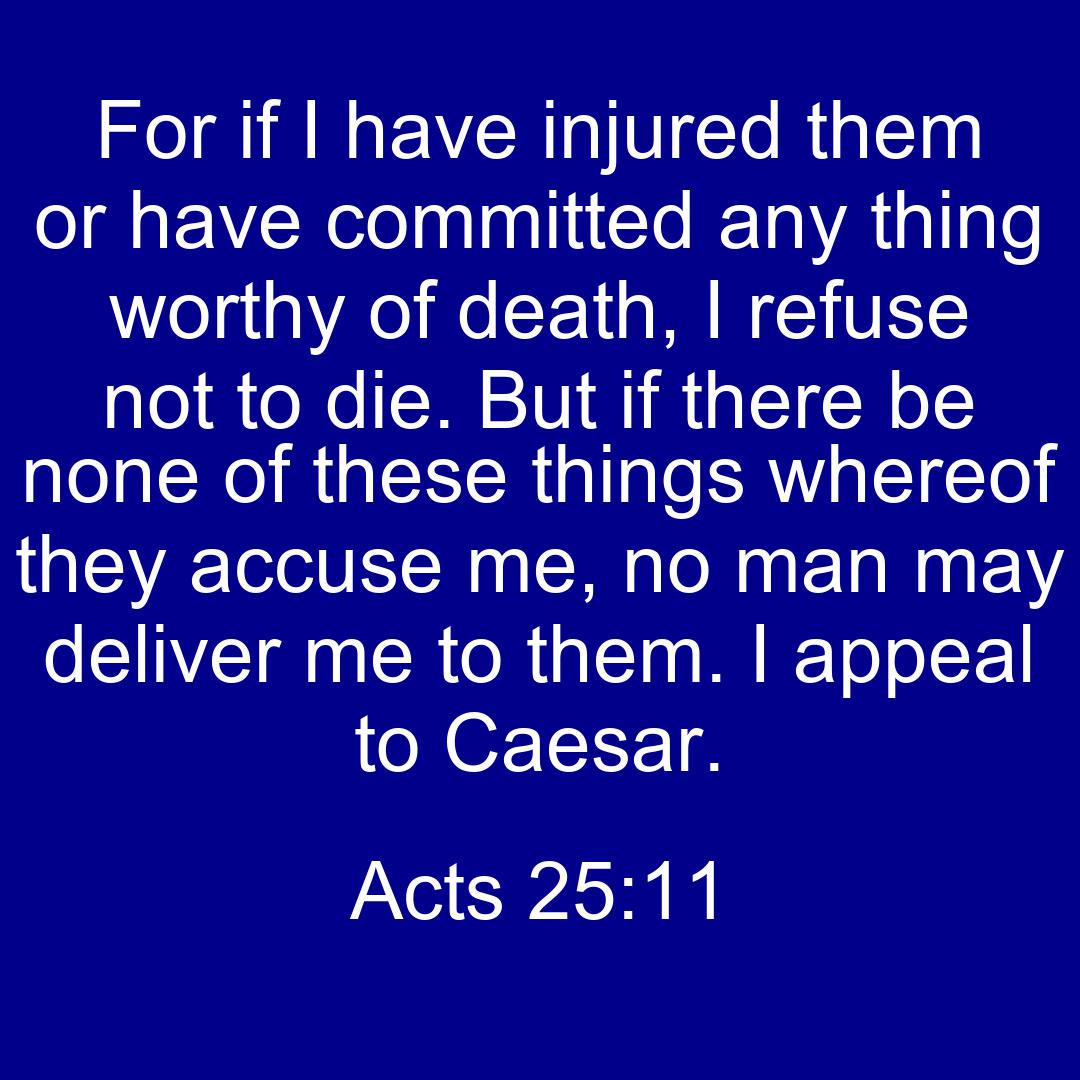 For if I have injured them
or have committed any thing
worthy of death, I refuse
not to die. But if there be
none of these things whereof
they accuse me, no man may
deliver me to them. I appeal
to Caesar.
Acts 25:11